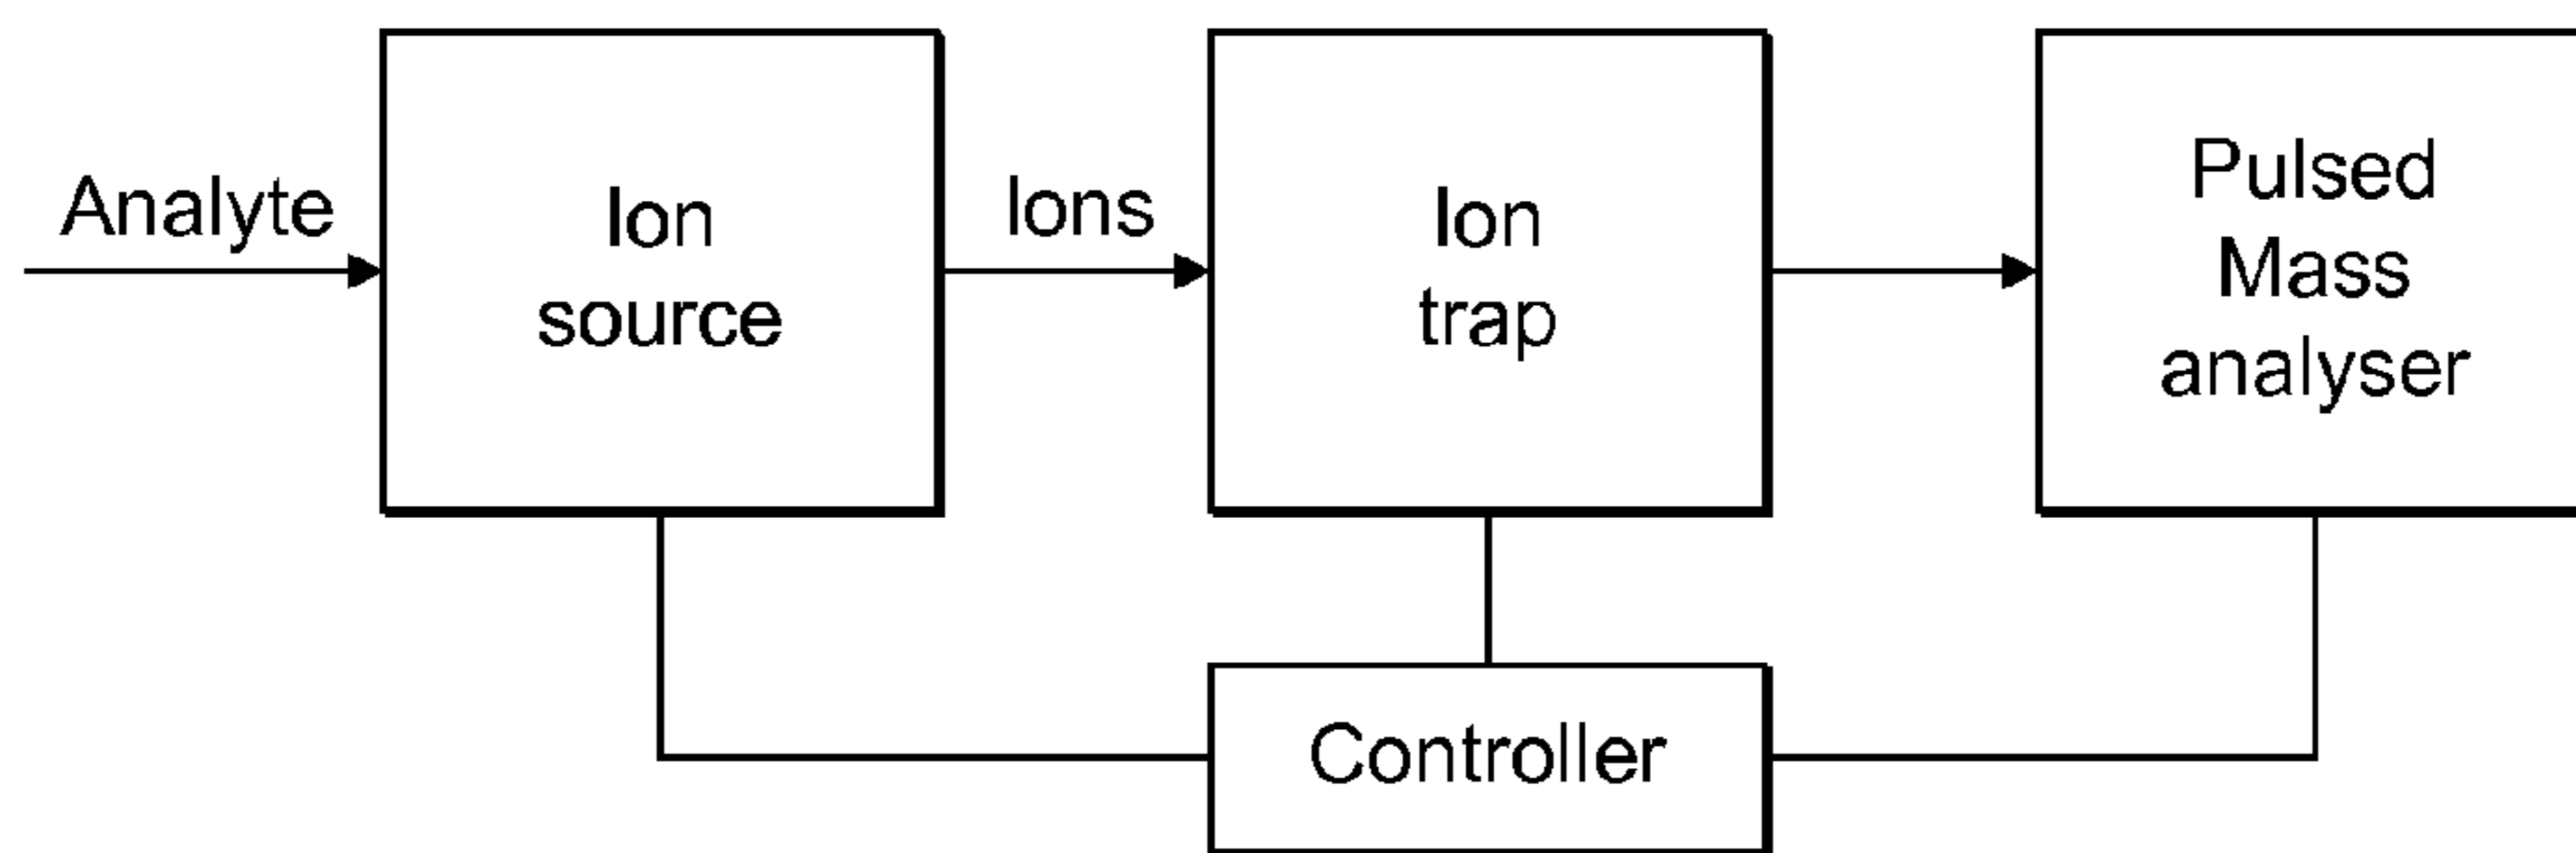 Analyte
Ion
source
Ions
Ion
trap
Pulsed
Mass
analyser
Controller